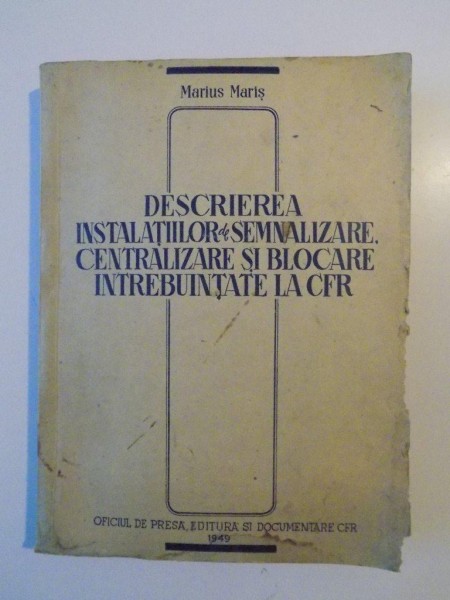 Marius Mariș
DESCRIEREA
INSTALAȚIILOR de SEMNALIZARE,
CENTRALIZARE ȘI BLOCARE
INTREBUINȚATE LA CFR
OFICIUL DE PRESA, EDITURA SI DOCUMENTARE CFR
1949